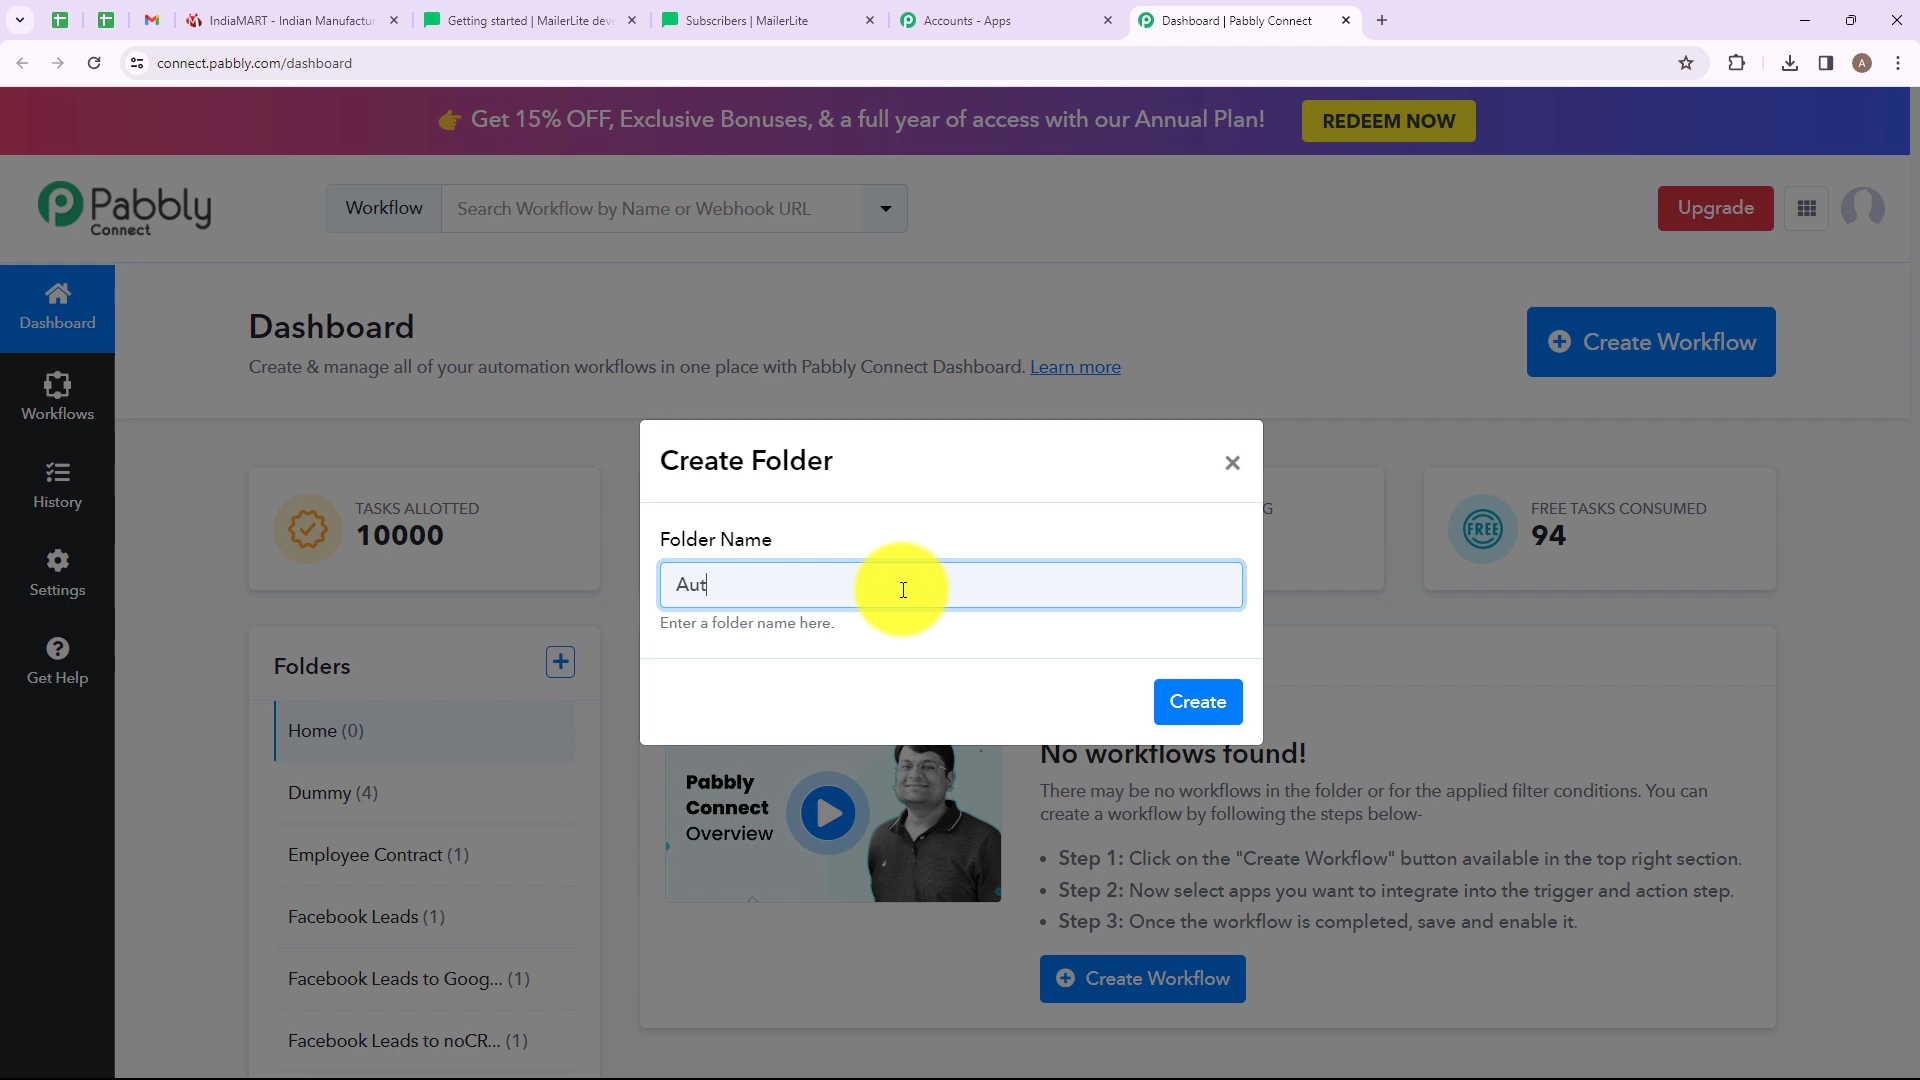 IndiaMART - Indian Manufactur
Getting started | MailerLite dev
Subscribers | MailerLite
Accounts - Apps
Dashboard | Pabbly Connect
connect.pabbly.com/dashboard
A
👉 Get 15% OFF, Exclusive Bonuses, & a full year of access with our Annual Plan!
REDEEM NOW
Pabbly
Connect
Workflow
Search Workflow by Name or Webhook URL
Upgrade
Dashboard
Workflows
History
Settings
Get Help
Dashboard
Create & manage all of your automation workflows in one place with Pabbly Connect Dashboard. Learn more
Create Workflow
TASKS ALLOTTED
10000
G
FREE
FREE TASKS CONSUMED
94
Create Folder
×
Folder Name
Aut
Enter a folder name here.
Create
Folders
+
Home (0)
Dummy (4)
Employee Contract (1)
Facebook Leads (1)
Facebook Leads to Goog... (1)
Facebook Leads to noCR... (1)
Pabbly
Connect
Overview
No workflows found!
There may be no workflows in the folder or for the applied filter conditions. You can
create a workflow by following the steps below-
• Step 1: Click on the "Create Workflow" button available in the top right section.
• Step 2: Now select apps you want to integrate into the trigger and action step.
• Step 3: Once the workflow is completed, save and enable it.
Create Workflow